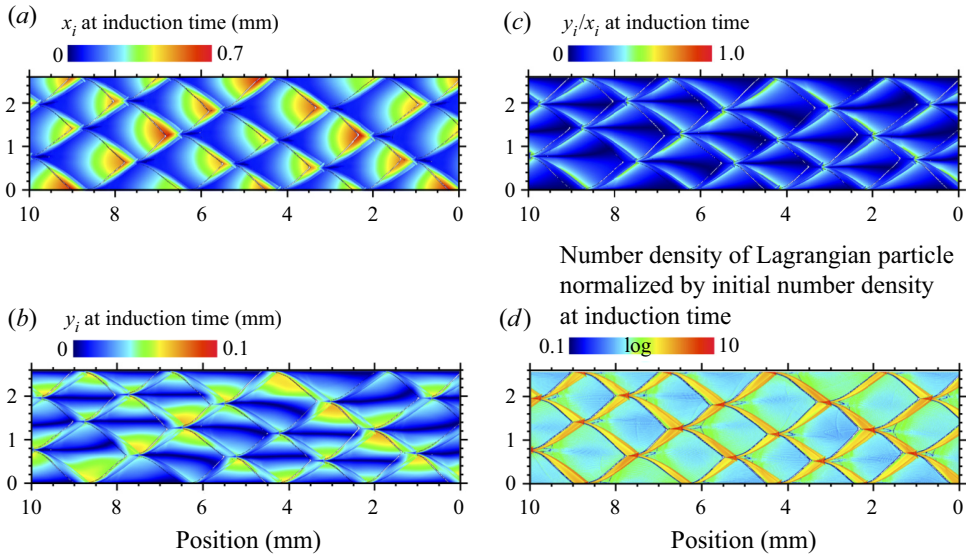 (a) x_i at induction time (mm)
0 0.7
2
1
0
10 8 6 4 2 0
(c) y_i/x_i at induction time
0 1.0
2
1
0
10 8 6 4 2 0
(b) y_i at induction time (mm)
0 0.1
2
1
0
10 8 6 4 2 0
Position (mm)
Number density of Lagrangian particle
normalized by initial number density
(d) at induction time
0.1 log 10
2
1
0
10 8 6 4 2 0
Position (mm)